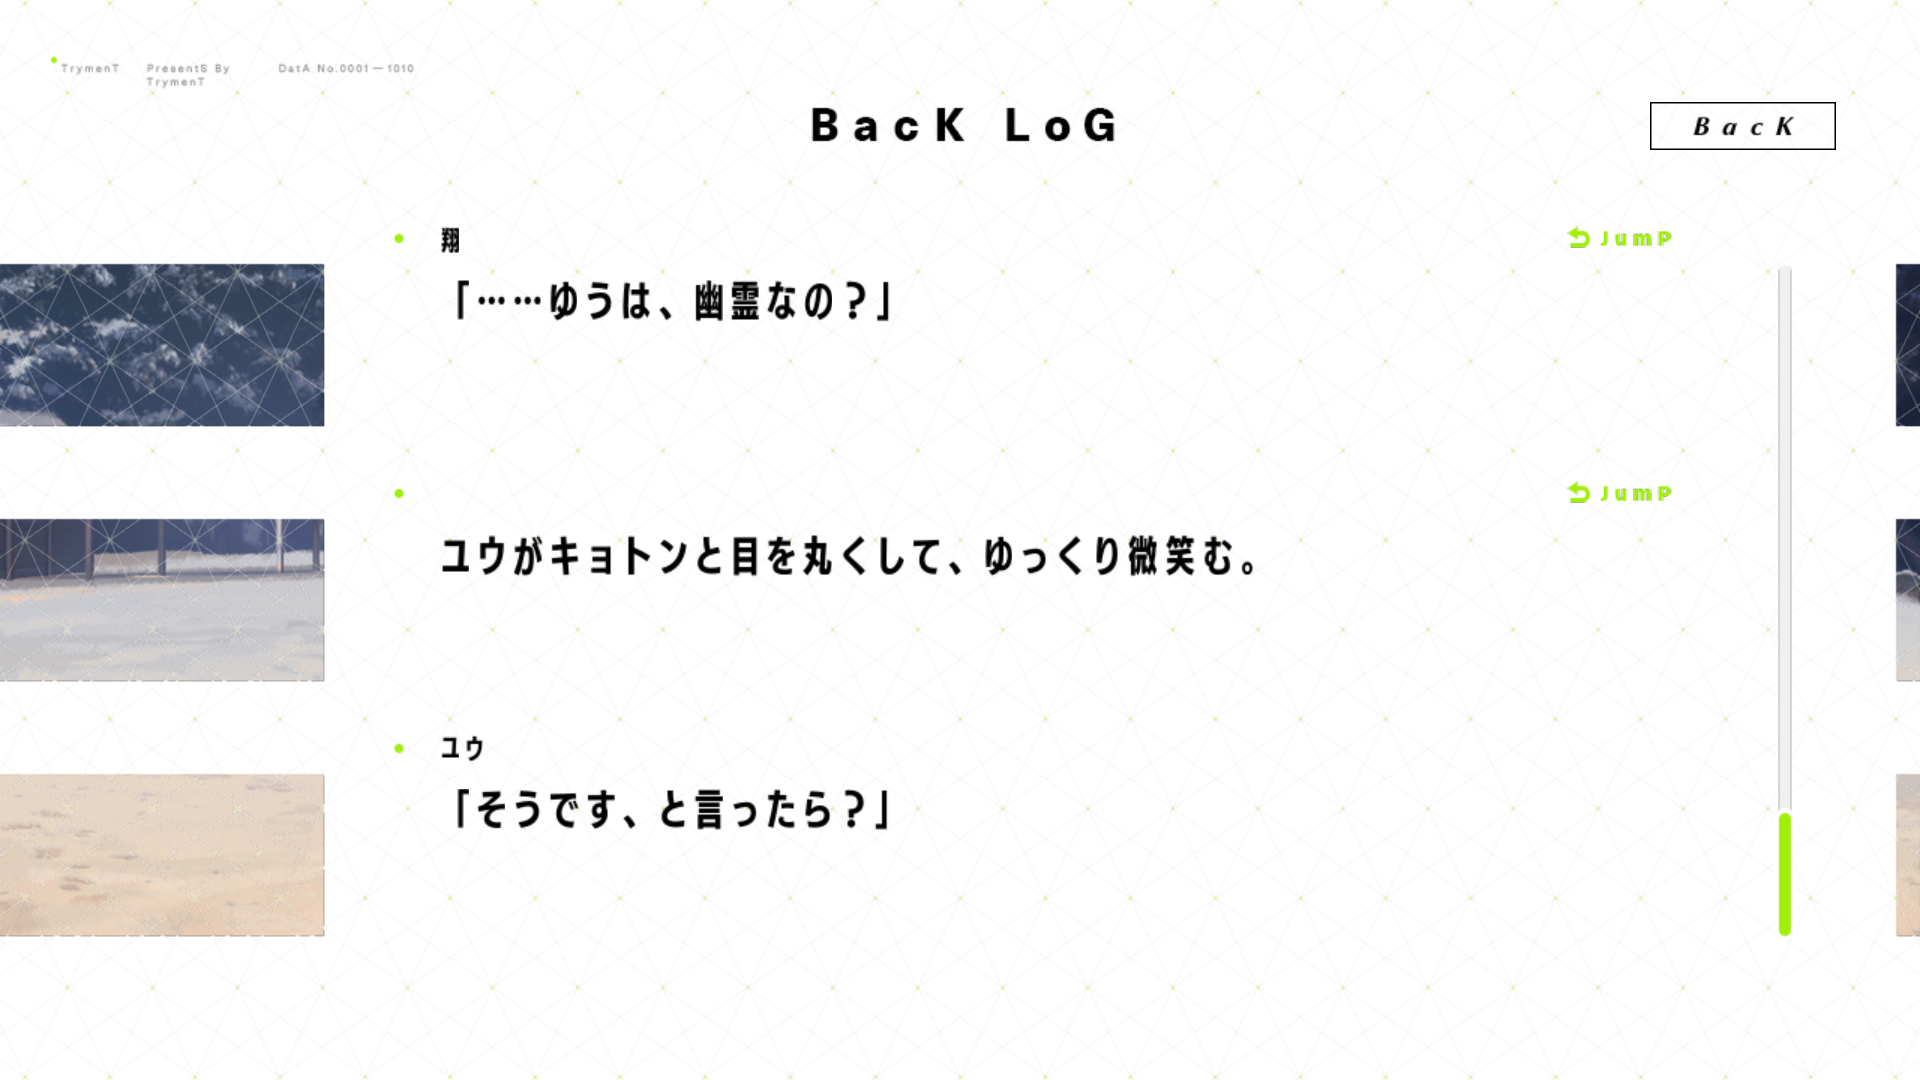 TrymenT PresentS By DatA No.0001 — 1010
TrymenT
BacK LoG
BacK
翔
JumP
「……ゆうは、幽霊なの？」
JumP
ユウがキョトンと目を丸くして、ゆっくり微笑む。
ユウ
「そうです、と言ったら？」